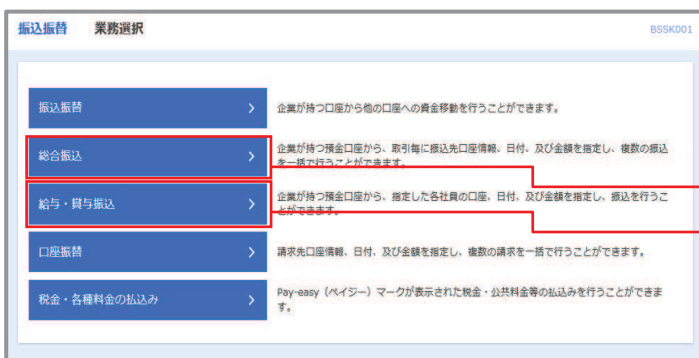 振込振替 業務選択 BSSK001
振込振替 > 企業が持つ口座から他の口座への資金移動を行うことができます。
総合振込 > 企業が持つ預金口座から、取引毎に振込先口座情報、日付、及び金額を指定し、複数の振込
を一括で行うことができます。
給与・賞与振込 > 企業が持つ預金口座から、指定した各社員の口座、日付、及び金額を指定し、振込を行うこ
とができます。
口座振替 > 請求先口座情報、日付、及び金額を指定し、複数の請求を一括で行うことができます。
税金・各種料金の払込み > Pay-easy（ペイジー）マークが表示された税金・公共料金等の払込みを行うことができま
す。